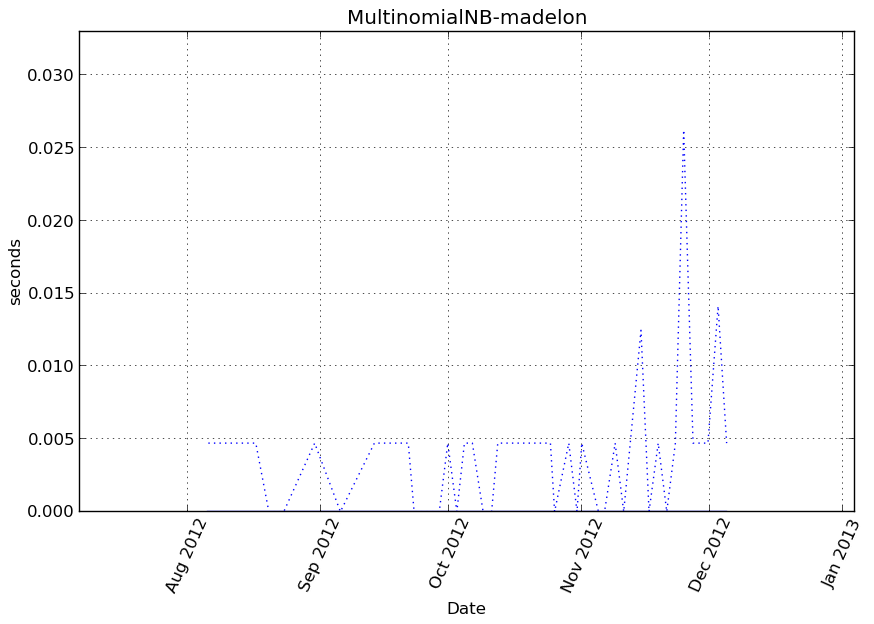 MultinomialNB-madelon
0.030
0.025
0.020
0.015
0.010
0.005
0.000
seconds
Aug 2012
Sep 2012
Oct 2012
Nov 2012
Dec 2012
Jan 2013
Date